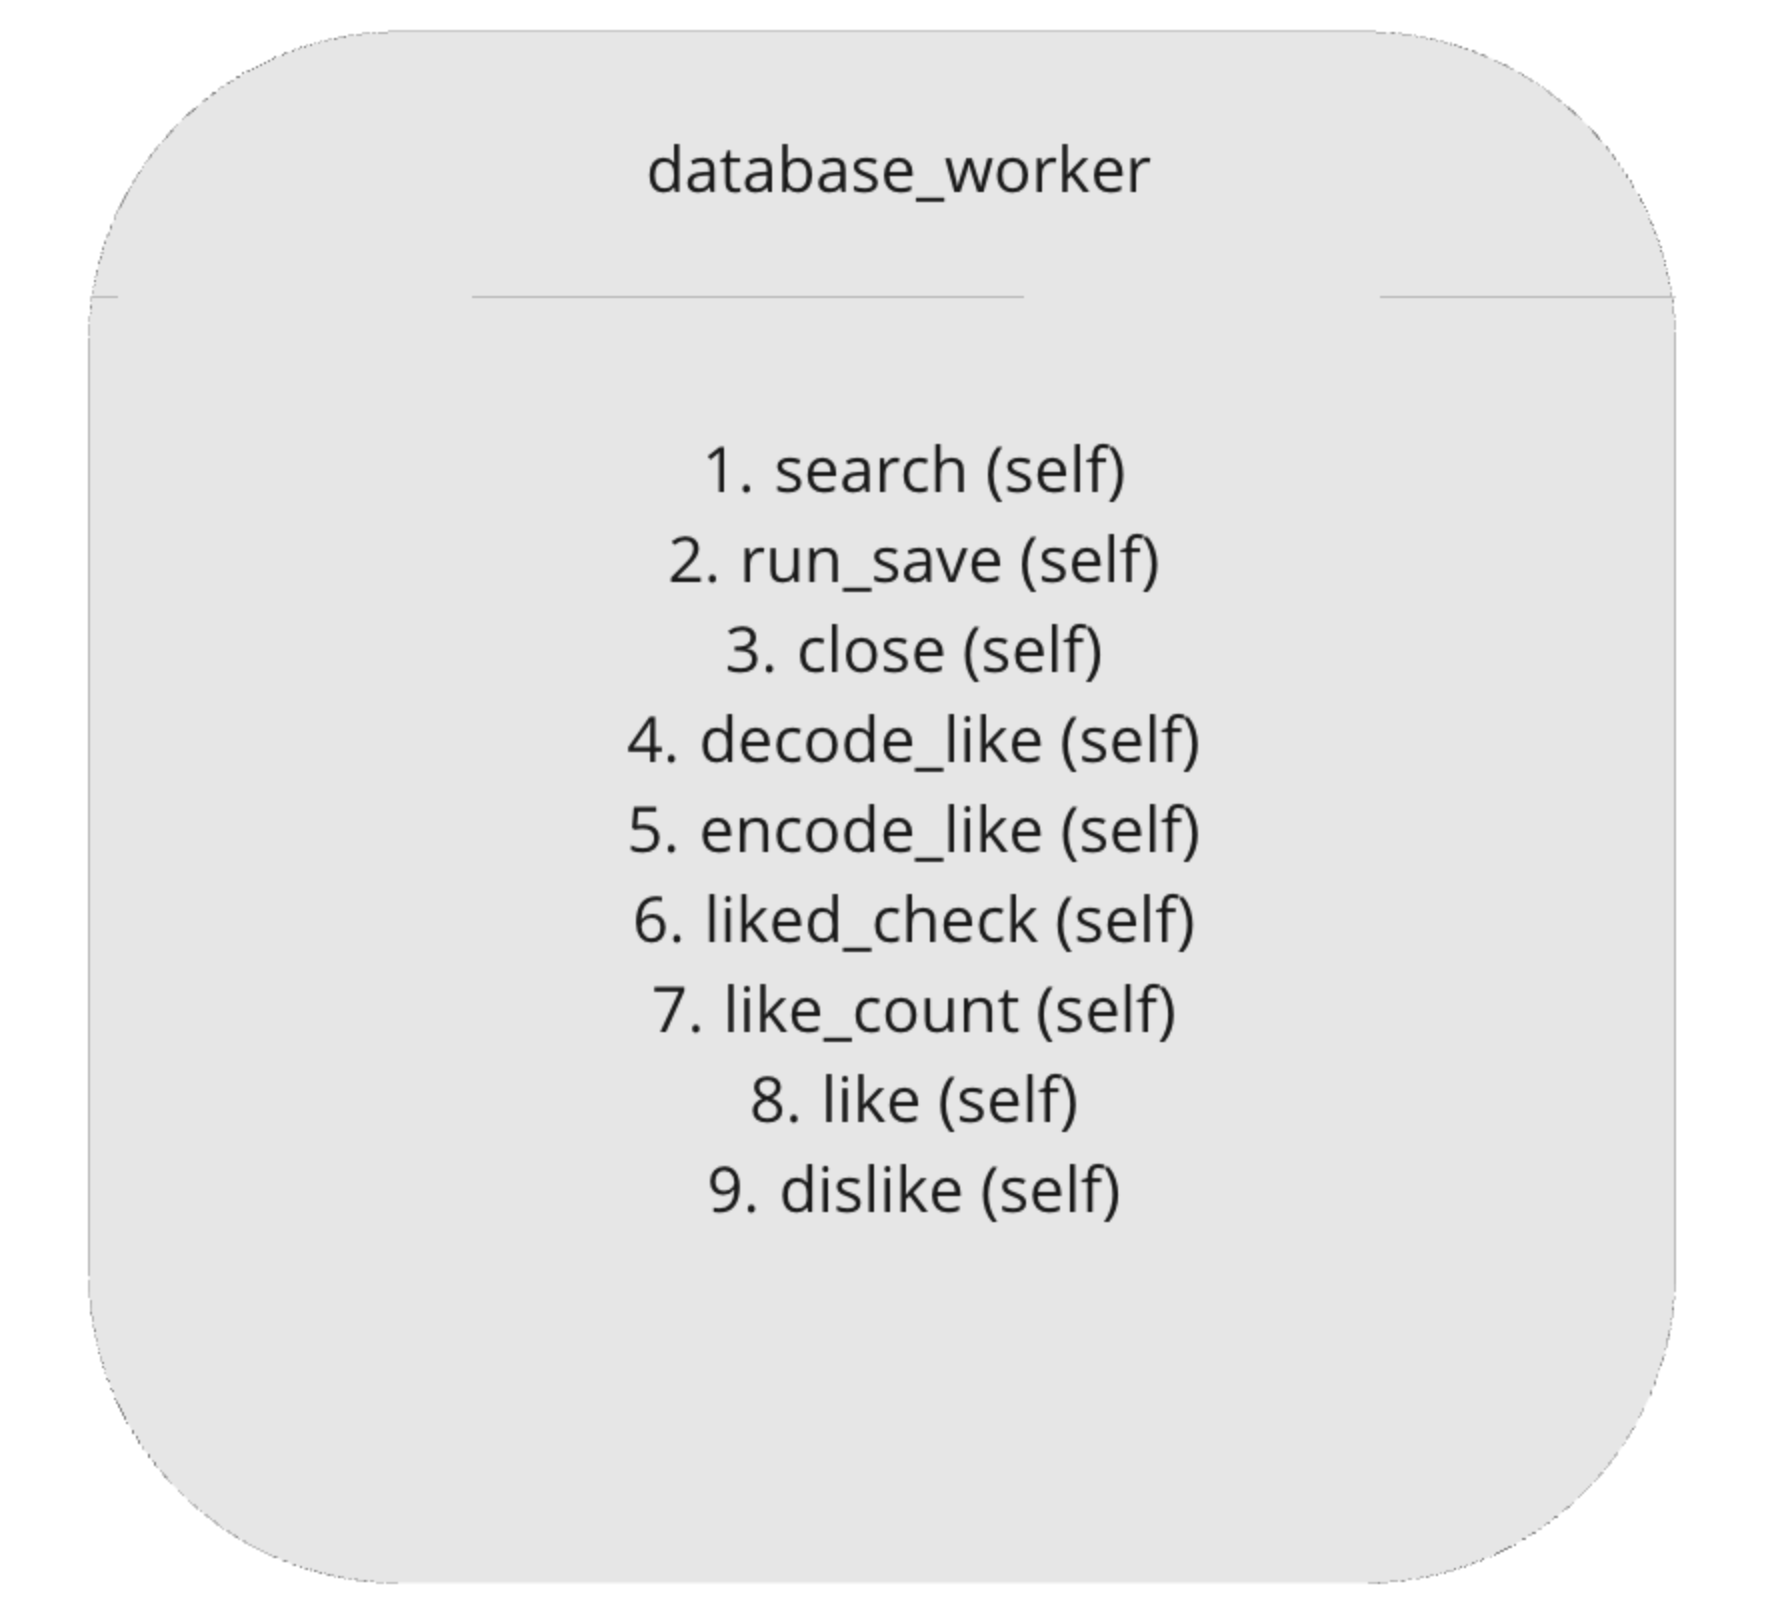 database_worker
1. search (self)
2. run_save (self)
3. close (self)
4. decode_like (self)
5. encode_like (self)
6. liked_check (self)
7. like_count (self)
8. like (self)
9. dislike (self)